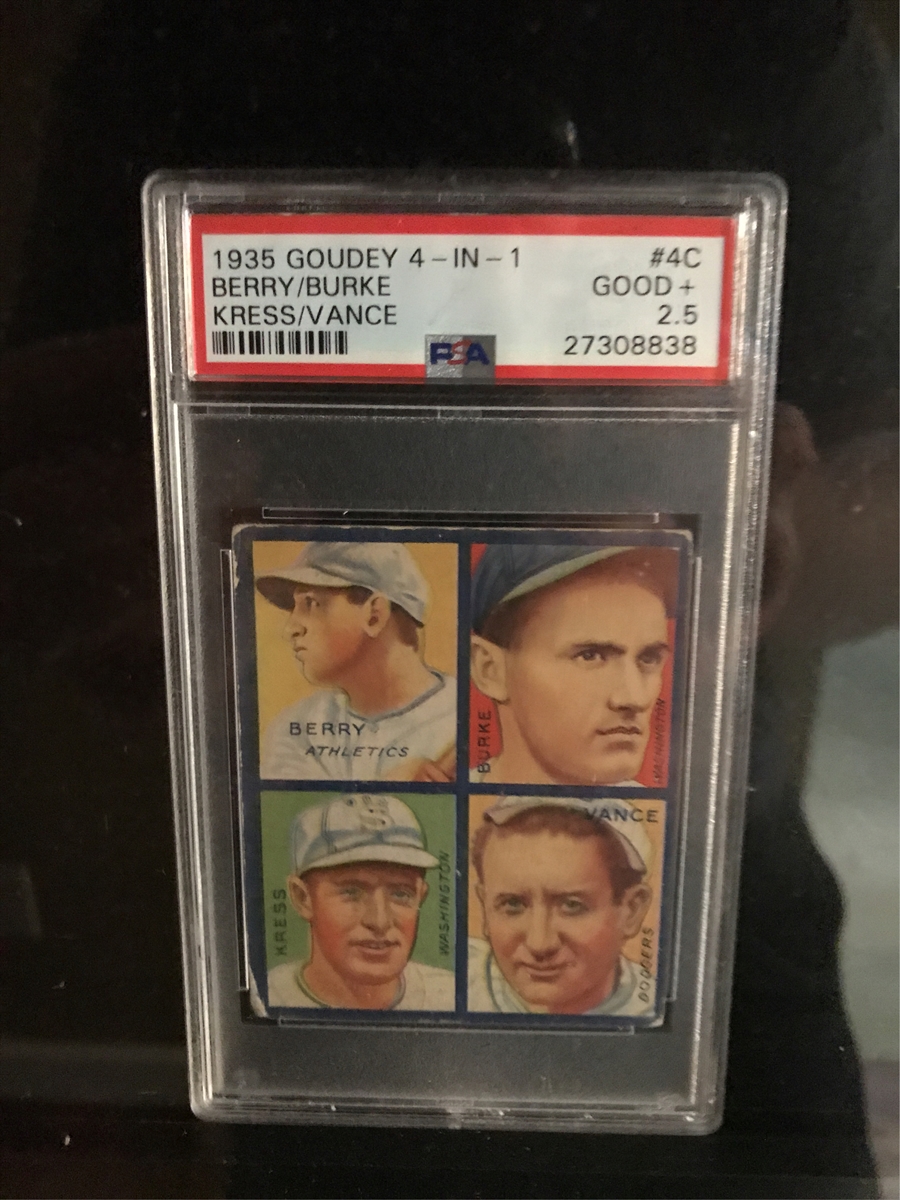 1935 GOUDEY 4-IN-1 #4C
BERRY/BURKE GOOD +
KRESS/VANCE 2.5
PSA 27308838
BERRY
ATHLETICS
BURKE
WASHINGTON
KRESS
WASHINGTON
VANCE
DODGERS